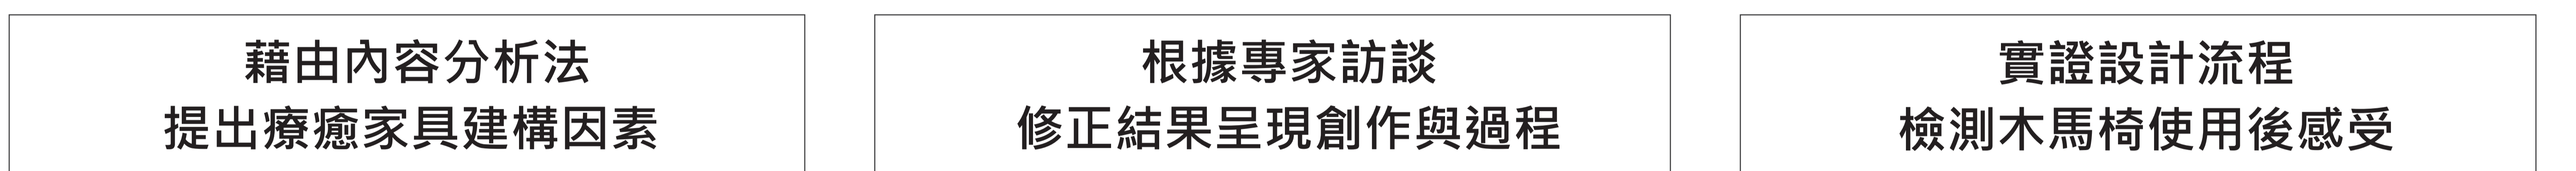 藉由內容分析法
提出療癒家具建構因素
根據專家訪談
修正結果呈現創作與過程
實證設計流程
檢測木馬椅使用後感受